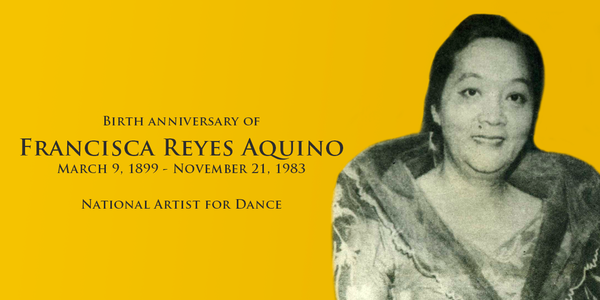 Birth anniversary of
Francisca Reyes Aquino
March 9, 1899 - November 21, 1983
National Artist for Dance